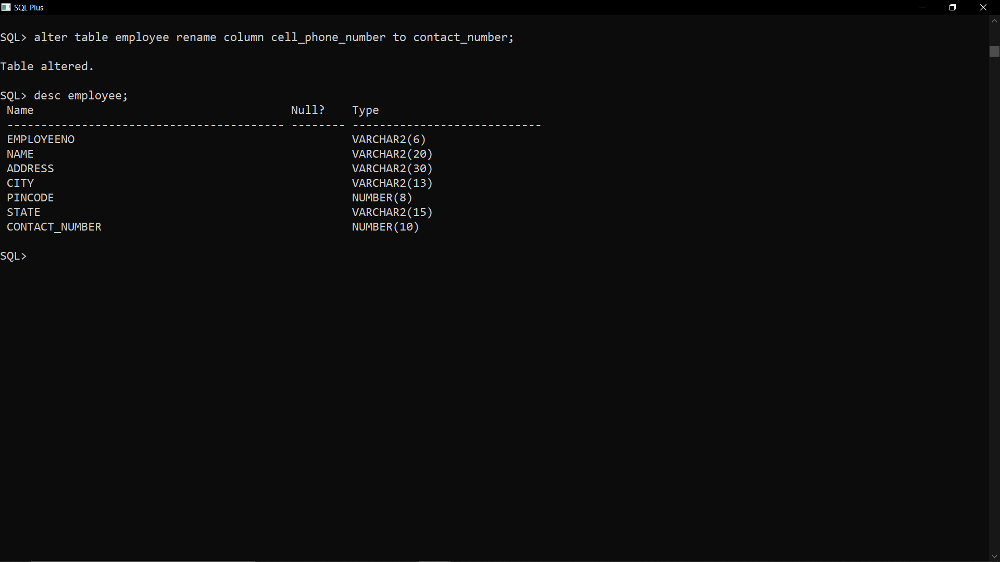 SQL Plus
SQL> alter table employee rename column cell_phone_number to contact_number;
Table altered.
SQL> desc employee;
Name Null? Type
----------------------------------------- -------- ----------------------------
EMPLOYEENO VARCHAR2(6)
NAME VARCHAR2(20)
ADDRESS VARCHAR2(30)
CITY VARCHAR2(13)
PINCODE NUMBER(8)
STATE VARCHAR2(15)
CONTACT_NUMBER NUMBER(10)
SQL>